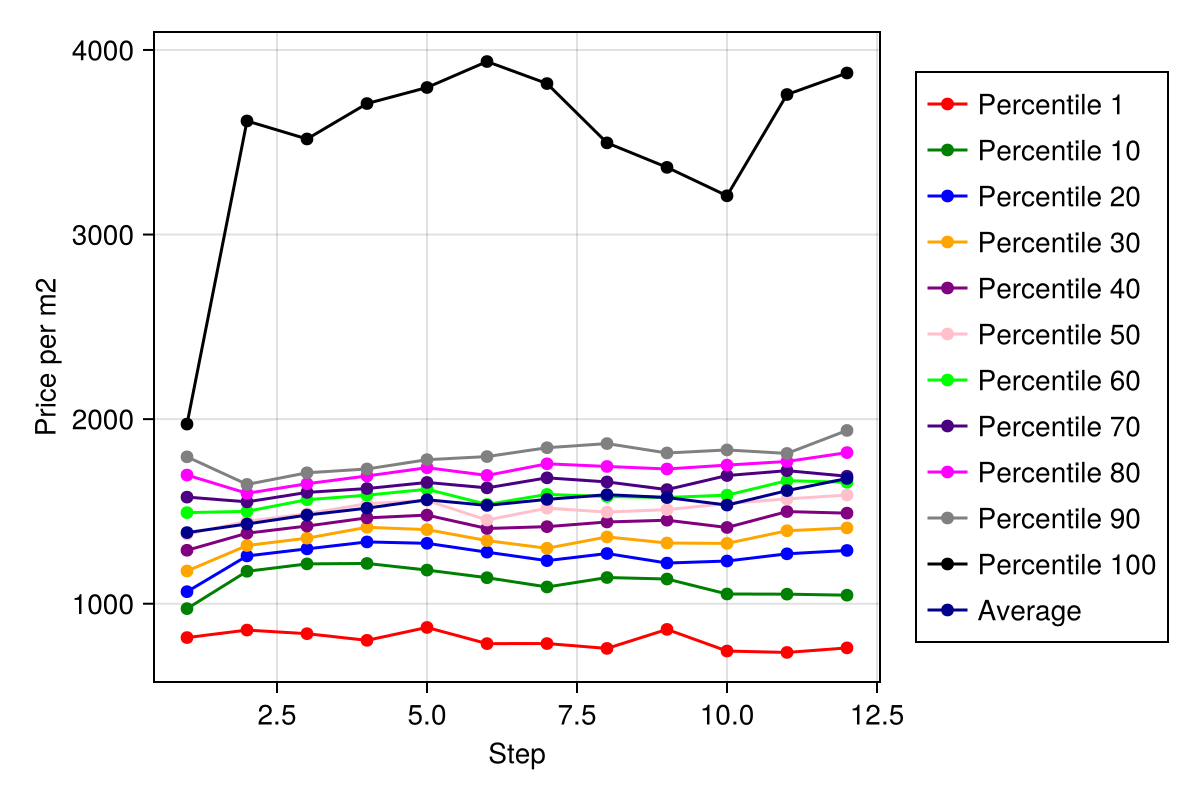 4000
3000
2000
1000
Price per m2
2.5
5.0
7.5
10.0
12.5
Step
Percentile 1
Percentile 10
Percentile 20
Percentile 30
Percentile 40
Percentile 50
Percentile 60
Percentile 70
Percentile 80
Percentile 90
Percentile 100
Average